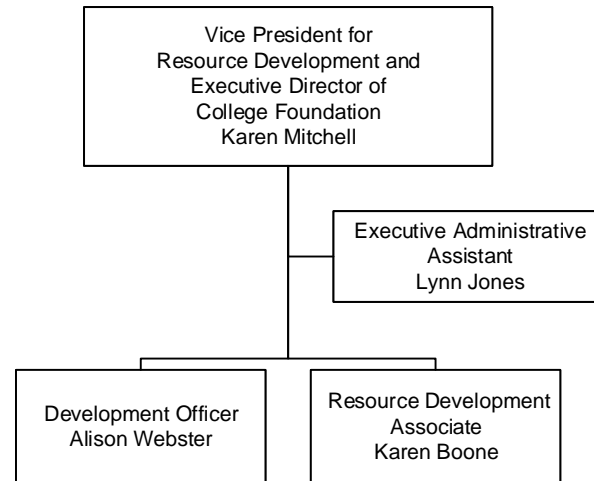 Vice President for
Resource Development and
Executive Director of
College Foundation
Karen Mitchell
Executive Administrative
Assistant
Lynn Jones
Development Officer
Alison Webster
Resource Development
Associate
Karen Boone